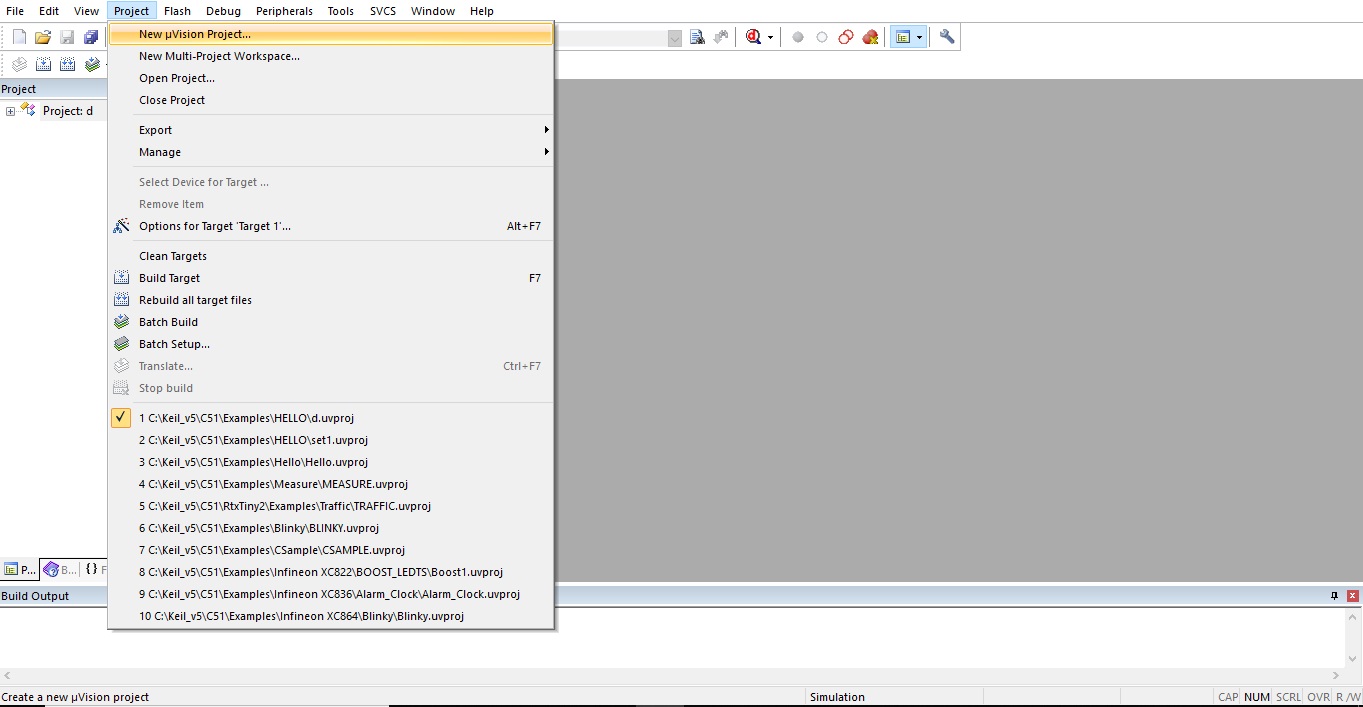 File Edit View Project Flash Debug Peripherals Tools SVCS Window Help
New µVision Project...
New Multi-Project Workspace...
Open Project...
Close Project
Project
Project: d
Export
Manage
Select Device for Target ...
Remove Item
Options for Target 'Target 1'... Alt+F7
Clean Targets
Build Target F7
Rebuild all target files
Batch Build
Batch Setup...
Translate... Ctrl+F7
Stop build
1 C:\Keil_v5\C51\Examples\HELLO\d.uvproj
2 C:\Keil_v5\C51\Examples\HELLO\set1.uvproj
3 C:\Keil_v5\C51\Examples\Hello\Hello.uvproj
4 C:\Keil_v5\C51\Examples\Measure\MEASURE.uvproj
5 C:\Keil_v5\C51\RtxTiny2\Examples\Traffic\TRAFFIC.uvproj
6 C:\Keil_v5\C51\Examples\Blinky\BLINKY.uvproj
7 C:\Keil_v5\C51\Examples\CSample\CSAMPLE.uvproj
8 C:\Keil_v5\C51\Examples\Infineon XC822\BOOST_LEDTS\Boost1.uvproj
9 C:\Keil_v5\C51\Examples\Infineon XC836\Alarm_Clock\Alarm_Clock.uvproj
10 C:\Keil_v5\C51\Examples\Infineon XC864\Blinky\Blinky.uvproj
P... B... {} F
Build Output
Create a new µVision project Simulation CAP NUM SCRL OVR R /W